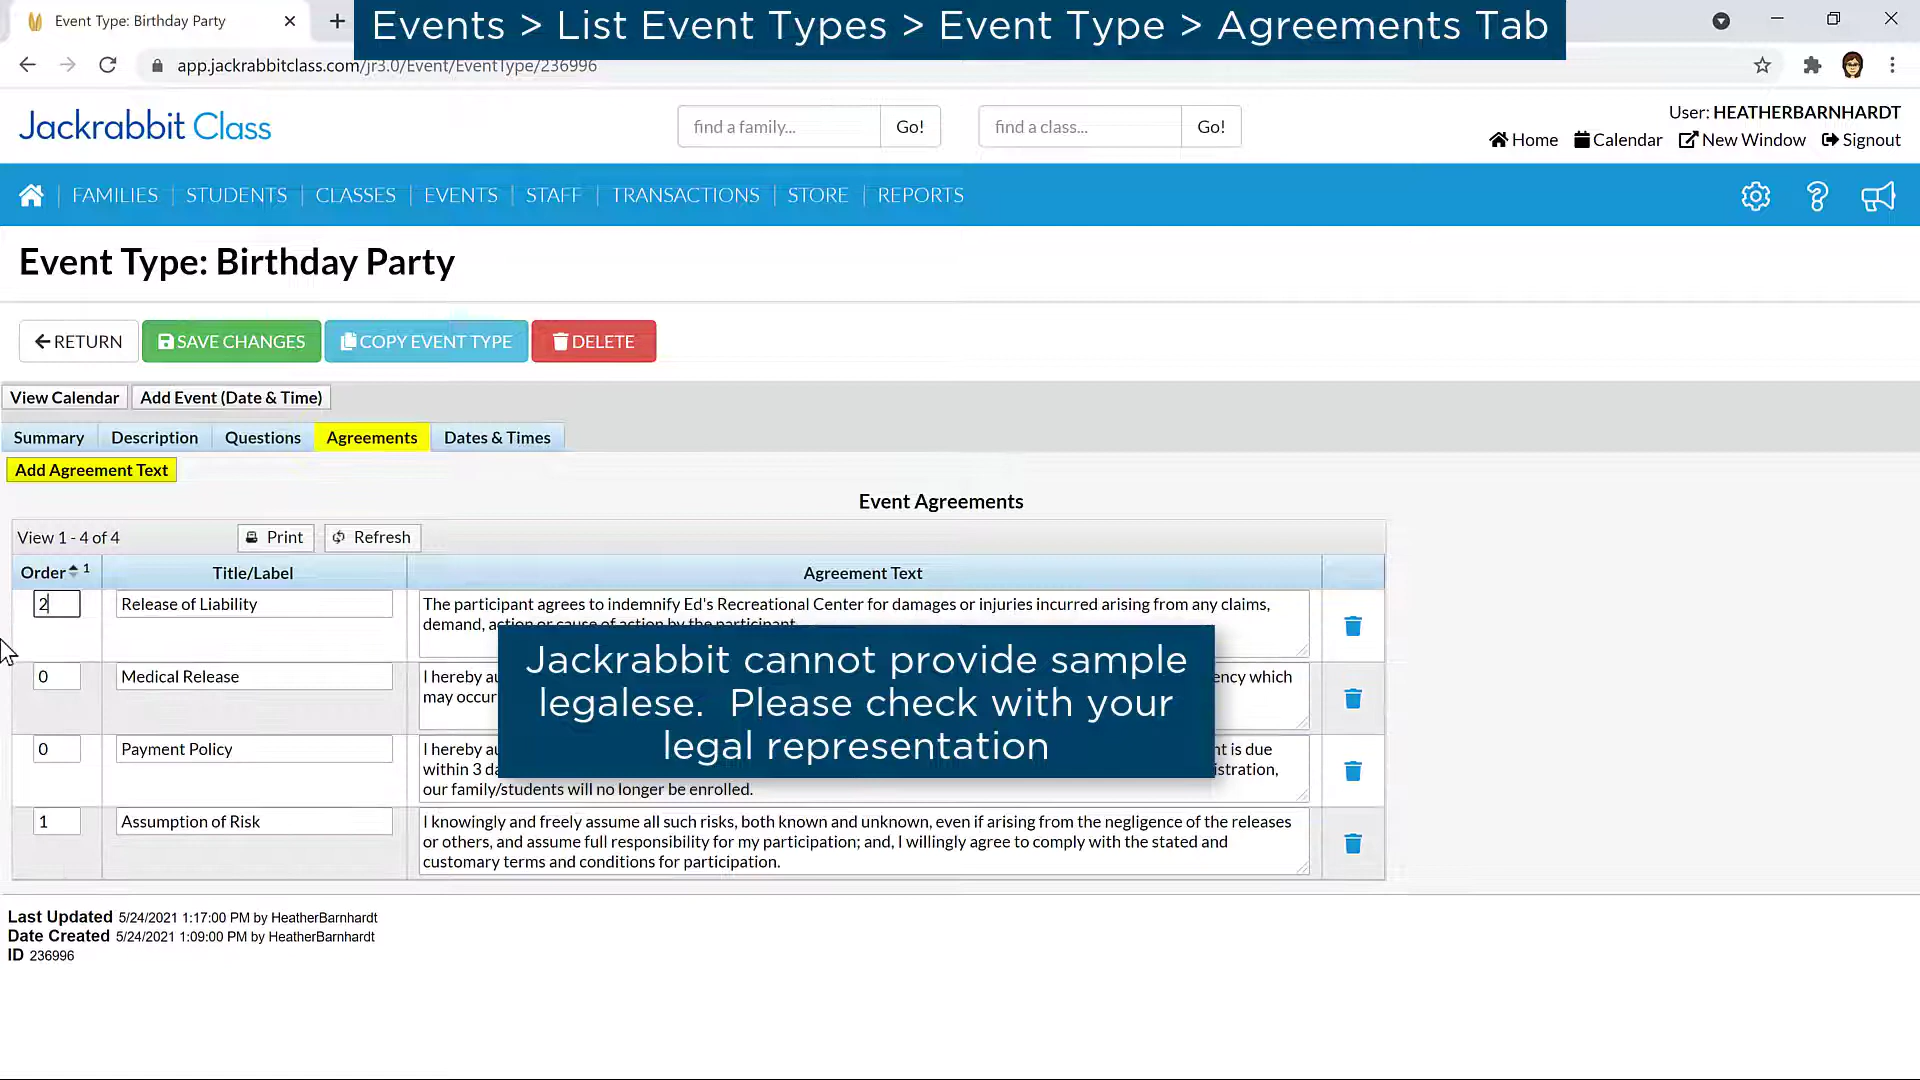 Event Type: Birthday Party
Events > List Event Types > Event Type > Agreements Tab
app.jackrabbitclass.com/jr3.0/Event/EventType/236996
Jackrabbit Class
find a family... Go!
find a class... Go!
User: HEATHERBARNHARDT
Home Calendar New Window Signout
FAMILIES | STUDENTS | CLASSES | EVENTS | STAFF | TRANSACTIONS | STORE | REPORTS
Event Type: Birthday Party
RETURN SAVE CHANGES COPY EVENT TYPE DELETE
View Calendar Add Event (Date & Time)
Summary Description Questions Agreements Dates & Times
Add Agreement Text
Event Agreements
View 1 - 4 of 4 Print Refresh
Order 1 Title/Label Agreement Text
2 Release of Liability The participant agrees to indemnify Ed's Recreational Center for damages or injuries incurred arising from any claims,
demand, action or cause of action by the participant.
Jackrabbit cannot provide sample
legalese. Please check with your
legal representation
0 Medical Release I hereby which
may occur
0 Payment Policy I hereby is due
within 3
our family/students will no longer be enrolled.
1 Assumption of Risk I knowingly and freely assume all such risks, both known and unknown, even if arising from the negligence of the releases
or others, and assume full responsibility for my participation; and, I willingly agree to comply with the stated and
customary terms and conditions for participation.
Last Updated 5/24/2021 1:17:00 PM by HeatherBarnhardt
Date Created 5/24/2021 1:09:00 PM by HeatherBarnhardt
ID 236996